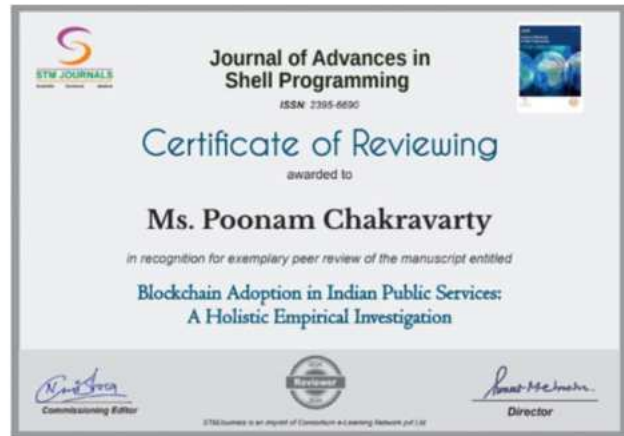 STM JOURNALS
Journal of Advances in
Shell Programming
ISSN: 2395-6690
Certificate of Reviewing
awarded to
Ms. Poonam Chakravarty
in recognition for exemplary peer review of the manuscript entitled
Blockchain Adoption in Indian Public Services:
A Holistic Empirical Investigation
Reviewer
Commissioning Editor
Director
STMJournals is an imprint of Consortium e-Learning Network pvt Ltd